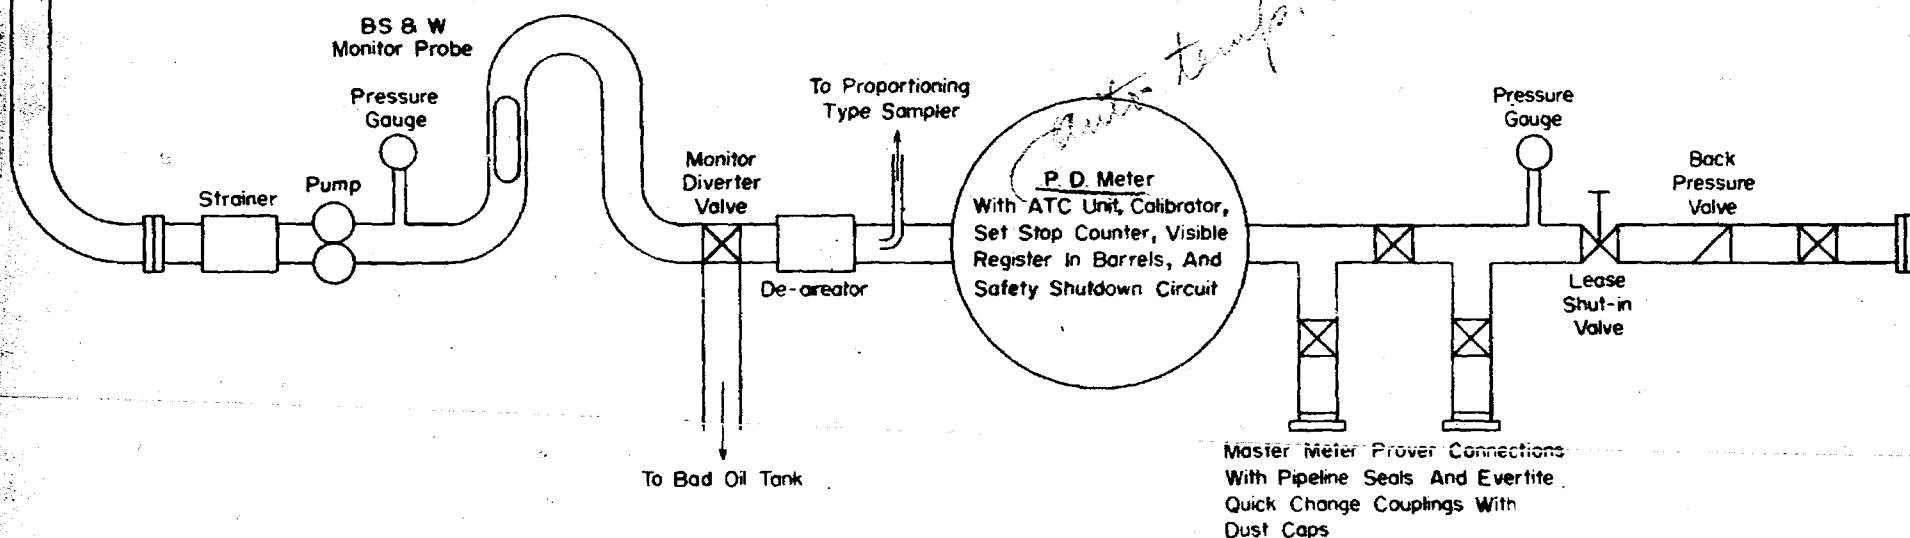 BS & W
Monitor Probe
Pressure
Gauge
Strainer
Pump
Monitor
Diverter
Valve
To Proportioning
Type Sampler
De-aireator
To Bad Oil Tank
auto-temp.
P. D. Meter
With ATC Unit, Calibrator,
Set Stop Counter, Visible
Register In Barrels, And
Safety Shutdown Circuit
Pressure
Gauge
Back
Pressure
Valve
Lease
Shut-in
Valve
Master Meter Prover Connections
With Pipeline Seals And Evertite
Quick Change Couplings With
Dust Caps